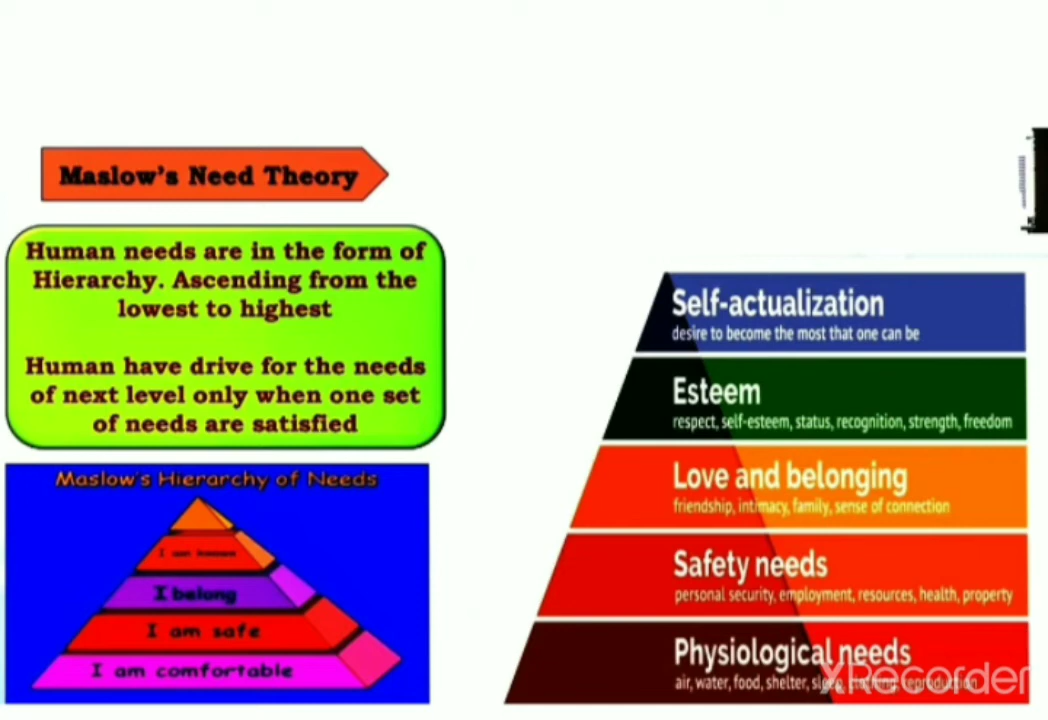 Maslow's Need Theory
Human needs are in the form of
Hierarchy. Ascending from the
lowest to highest
Human have drive for the needs
of next level only when one set
of needs are satisfied
Maslow's Hierarchy of Needs
I am
I belong
I am safe
I am comfortable
Self-actualization
desire to become the most that one can be
Esteem
respect, self-esteem, status, recognition, strength, freedom
Love and belonging
friendship, intimacy, family, sense of connection
Safety needs
personal security, employment, resources, health, property
Physiological needs
air, water, food, shelter, sleep, clothing, reproduction
XRecorder